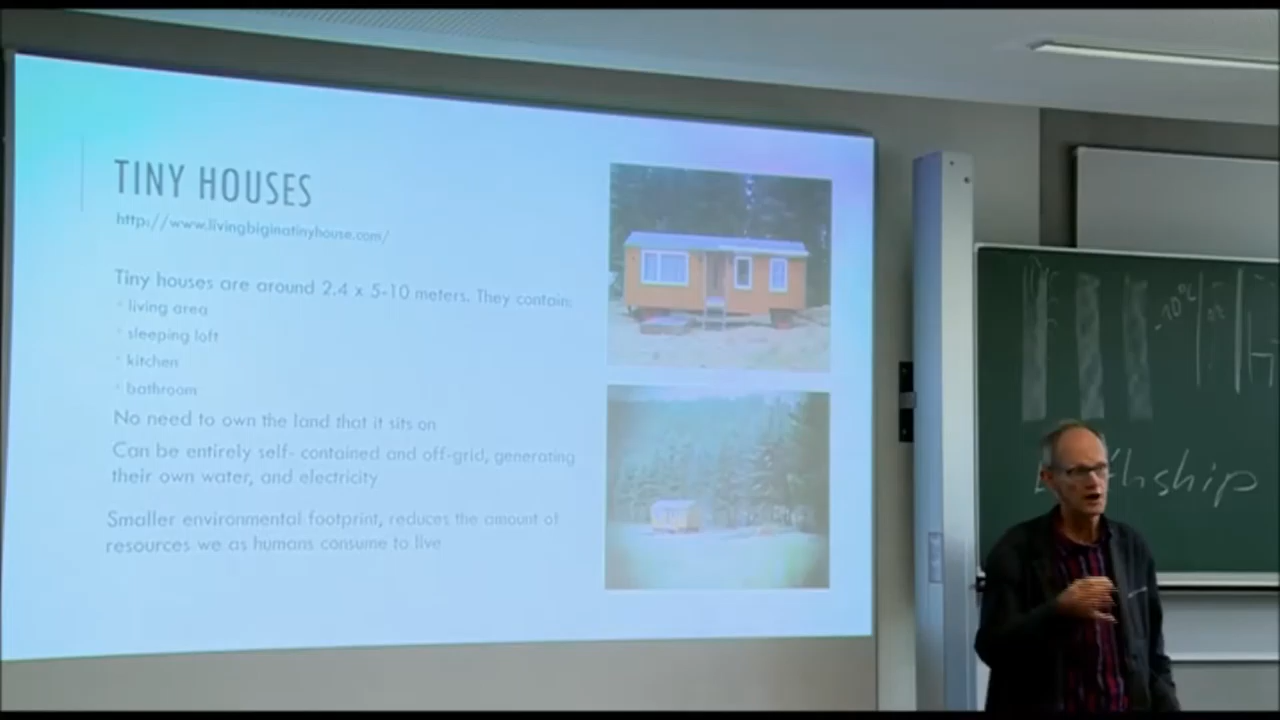 TINY HOUSES
http://www.livingbiginatinyhouse.com/
Tiny houses are around 2.4 x 5-10 meters. They contain:
living area
sleeping loft
kitchen
bathroom
No need to own the land that it sits on
Can be entirely self- contained and off-grid, generating
their own water, and electricity
Smaller environmental footprint, reduces the amount of
resources we as humans consume to live